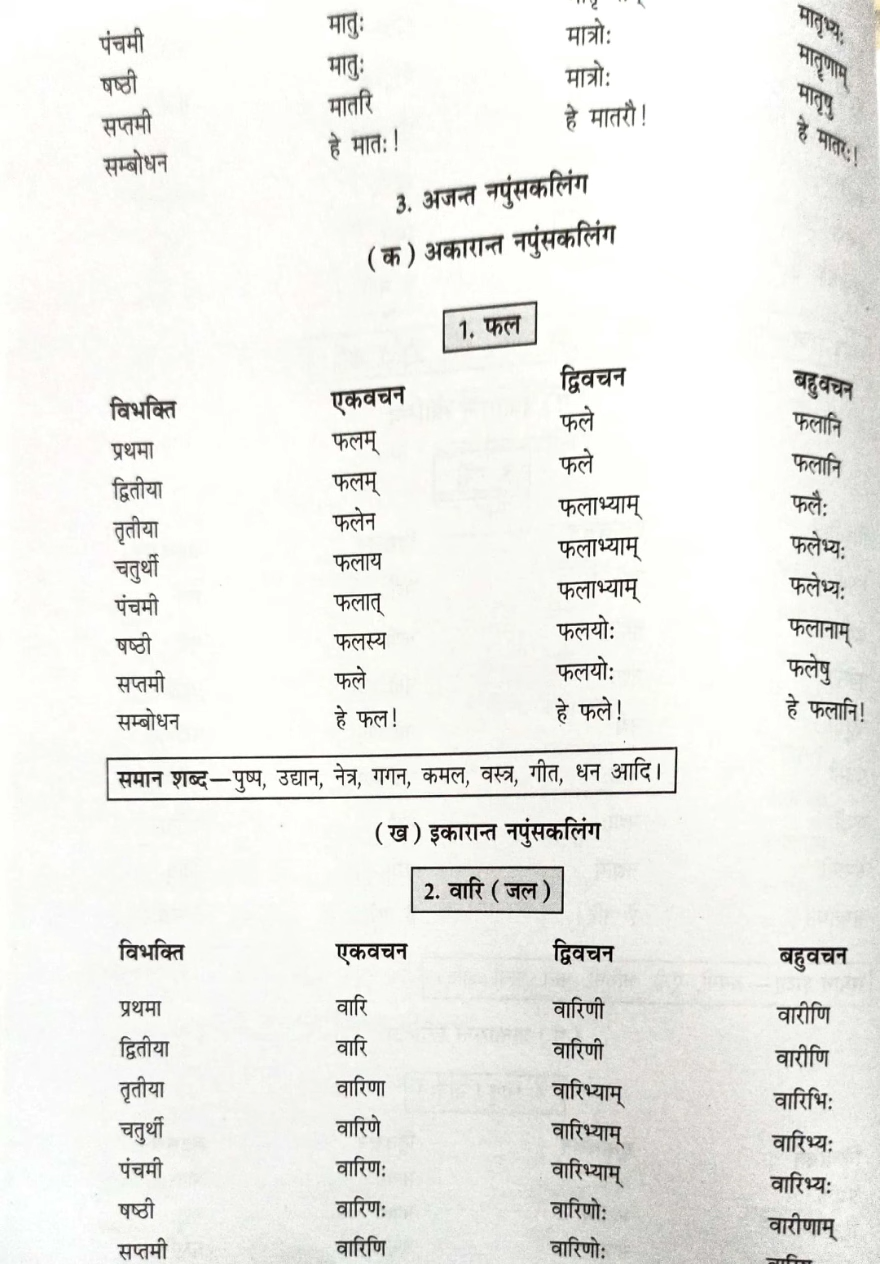 पंचमी मातुः मात्रोः मातृभ्यः
षष्ठी मातुः मात्रोः मातॄणाम्
सप्तमी मातरि हे मातरौ! मातृषु
सम्बोधन हे मातः! हे मातरः!
3. अजन्त नपुंसकलिंग
(क) अकारान्त नपुंसकलिंग
1. फल
विभक्ति एकवचन द्विवचन बहुवचन
प्रथमा फलम् फले फलानि
द्वितीया फलम् फले फलानि
तृतीया फलेन फलाभ्याम् फलैः
चतुर्थी फलाय फलाभ्याम् फलेभ्यः
पंचमी फलात् फलाभ्याम् फलेभ्यः
षष्ठी फलस्य फलयोः फलानाम्
सप्तमी फले फलयोः फलेषु
सम्बोधन हे फल! हे फले! हे फलानि!
समान शब्द—पुष्प, उद्यान, नेत्र, गगन, कमल, वस्त्र, गीत, धन आदि।
(ख) इकारान्त नपुंसकलिंग
2. वारि (जल)
विभक्ति एकवचन द्विवचन बहुवचन
प्रथमा वारि वारिणी वारीणि
द्वितीया वारि वारिणी वारीणि
तृतीया वारिणा वारिभ्याम् वारिभिः
चतुर्थी वारिणे वारिभ्याम् वारिभ्यः
पंचमी वारिणः वारिभ्याम् वारिभ्यः
षष्ठी वारिणः वारिणोः वारीणाम्
सप्तमी वारिणि वारिणोः